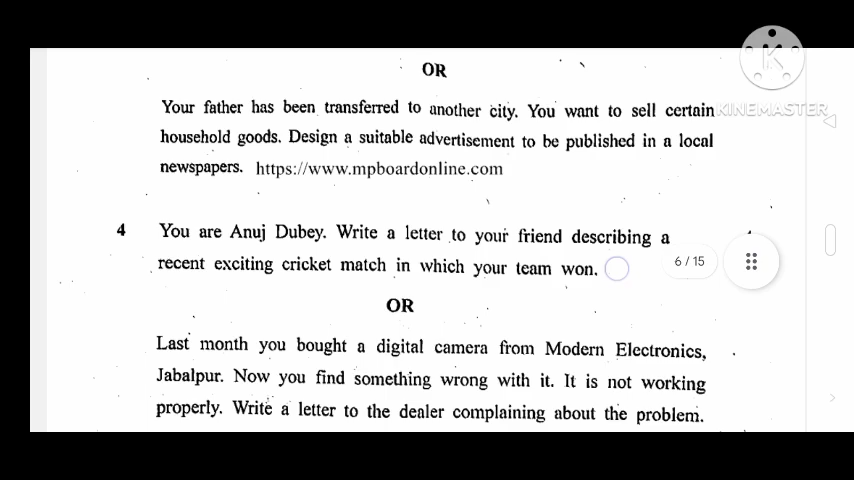 OR
KINEMASTER
Your father has been transferred to another city. You want to sell certain
household goods. Design a suitable advertisement to be published in a local
newspapers. https://www.mpboardonline.com
4 You are Anuj Dubey. Write a letter to your friend describing a
recent exciting cricket match in which your team won.
6 / 15
OR
Last month you bought a digital camera from Modern Electronics,
Jabalpur. Now you find something wrong with it. It is not working
properly. Write a letter to the dealer complaining about the problem.